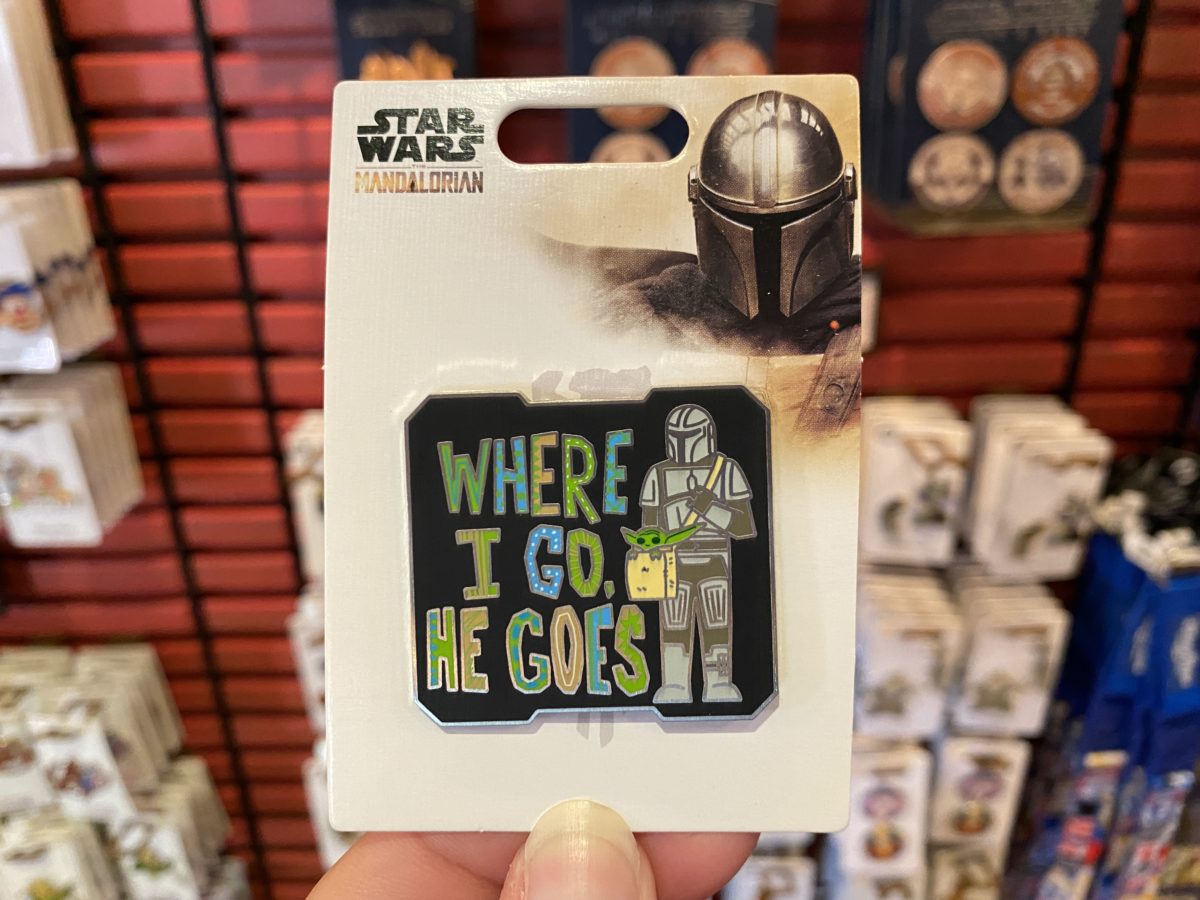 STAR
WARS
THE
MANDALORIAN
WHERE
I GO,
HE GOES